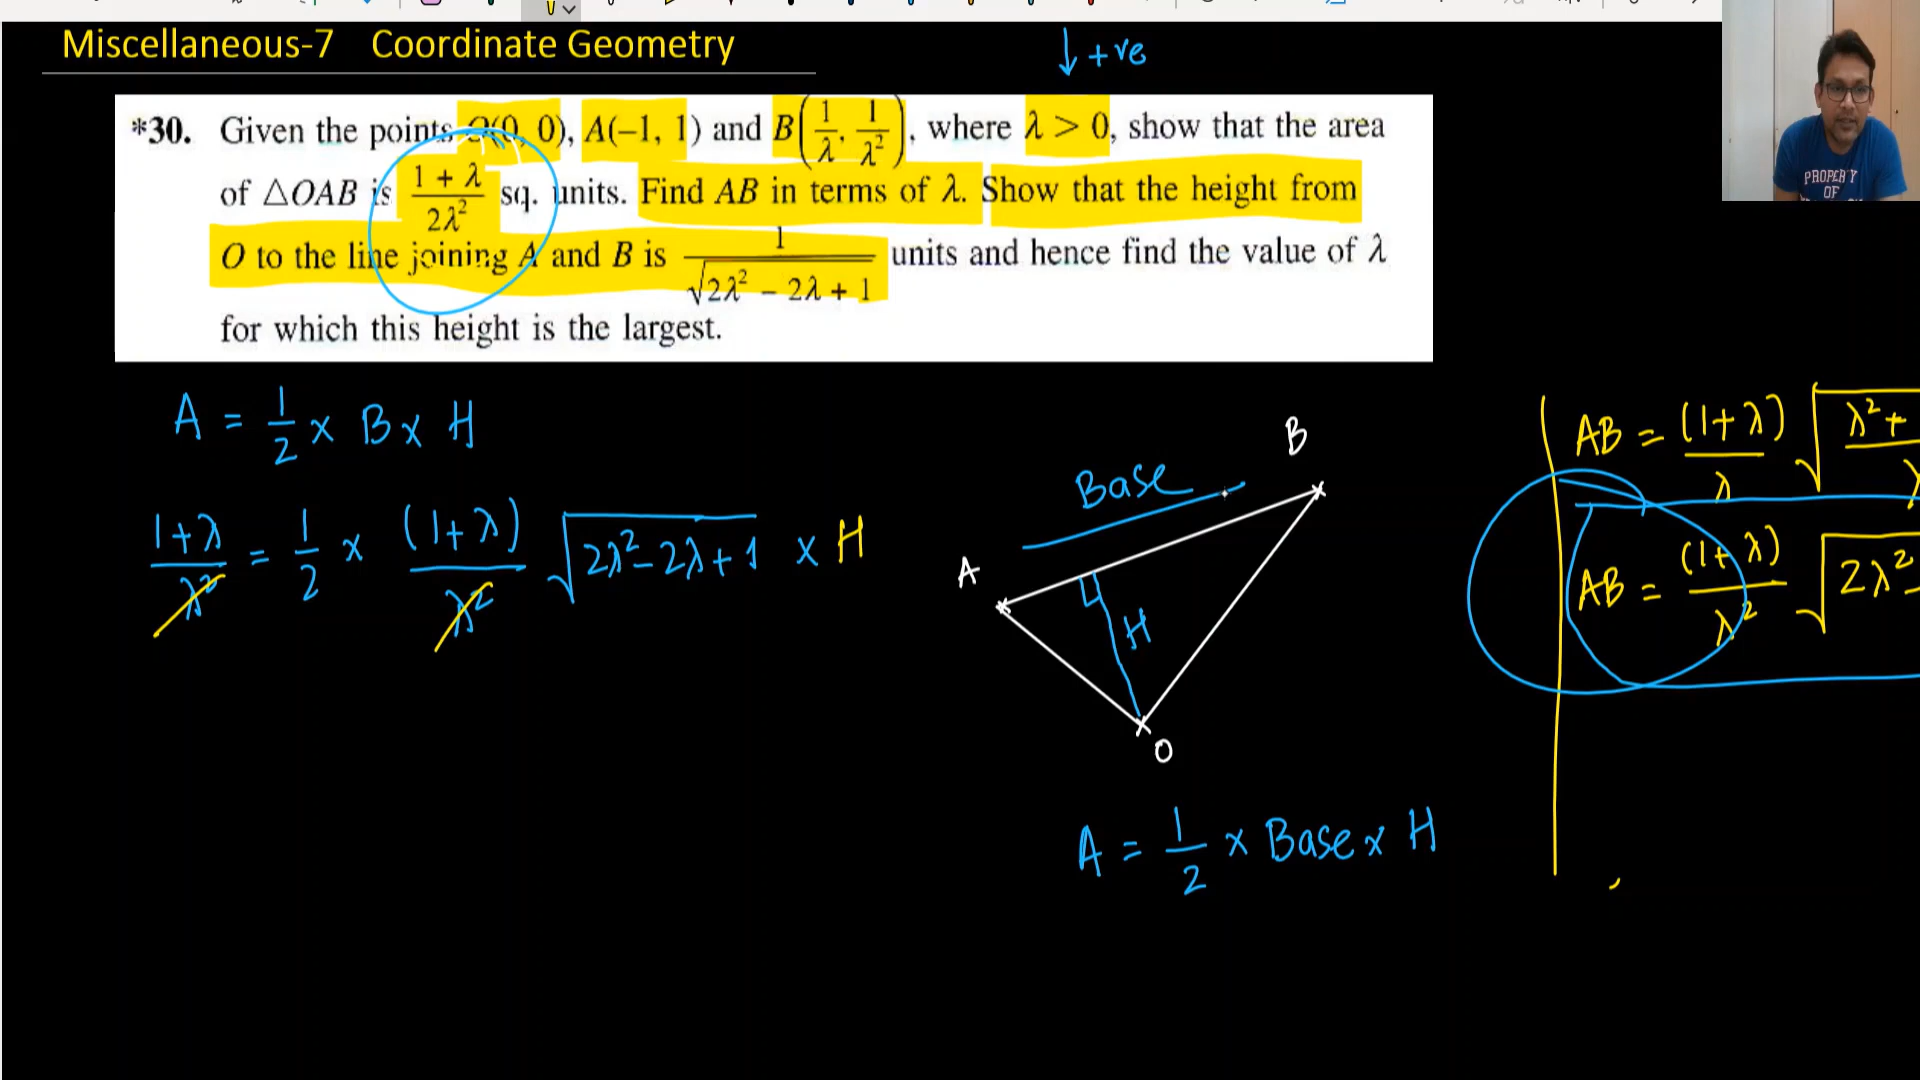 Miscellaneous-7 Coordinate Geometry
↓ +ve
*30. Given the points O(0, 0), A(−1, 1) and B(1/λ, 1/λ²), where λ > 0, show that the area
of △OAB is (1 + λ)/(2λ²) sq. units. Find AB in terms of λ. Show that the height from
O to the line joining A and B is 1/√(2λ² − 2λ + 1) units and hence find the value of λ
for which this height is the largest.
PROPERTY
OF
A = 1/2 × B × H
(1+λ)/λ² = 1/2 × (1+λ)/λ² √(2λ²−2λ+1) × H
B
Base
A
H
O
A = 1/2 × Base × H
AB = (1+λ)/λ √(λ²+
AB = (1+λ)/λ² √(2λ²−